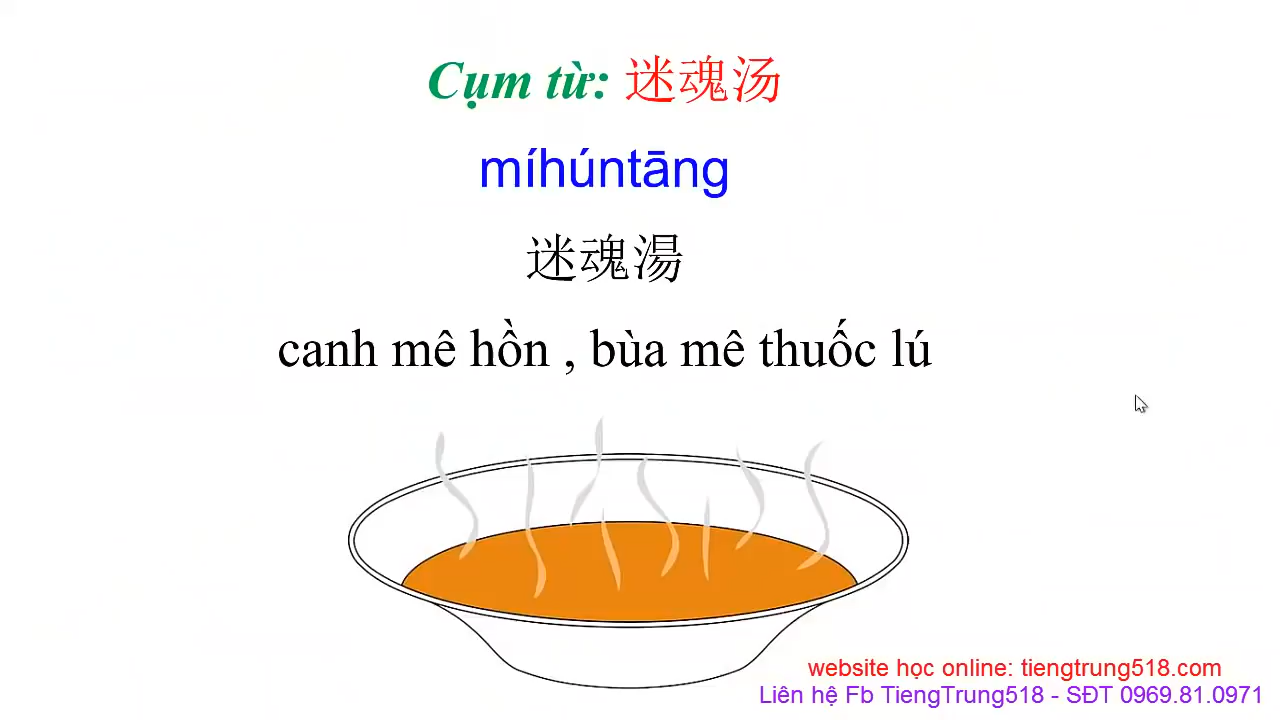 Cụm từ: 迷魂汤
míhúntāng
迷魂湯
canh mê hồn , bùa mê thuốc lú
website học online: tiengtrung518.com
Liên hệ Fb TiengTrung518 - SĐT 0969.81.0971